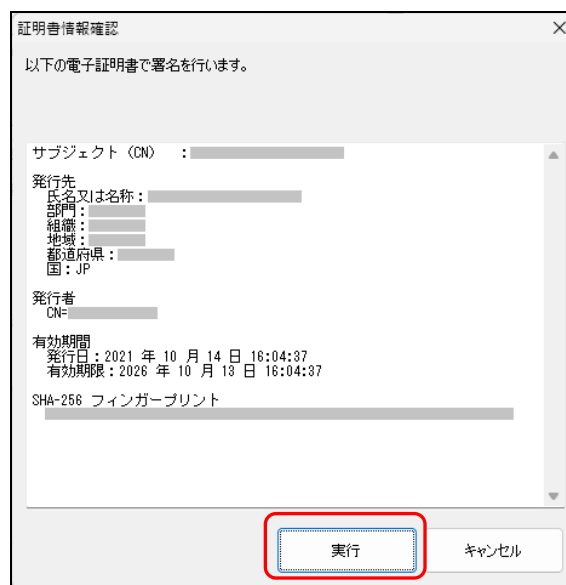 証明書情報確認
以下の電子証明書で署名を行います。
サブジェクト（CN） ：
発行先
氏名又は名称：
部門：
組織：
地域：
都道府県：
国：JP
発行者
CN=
有効期間
発行日：2021 年 10 月 14 日 16:04:37
有効期限：2026 年 10 月 13 日 16:04:37
SHA-256 フィンガープリント
実行
キャンセル